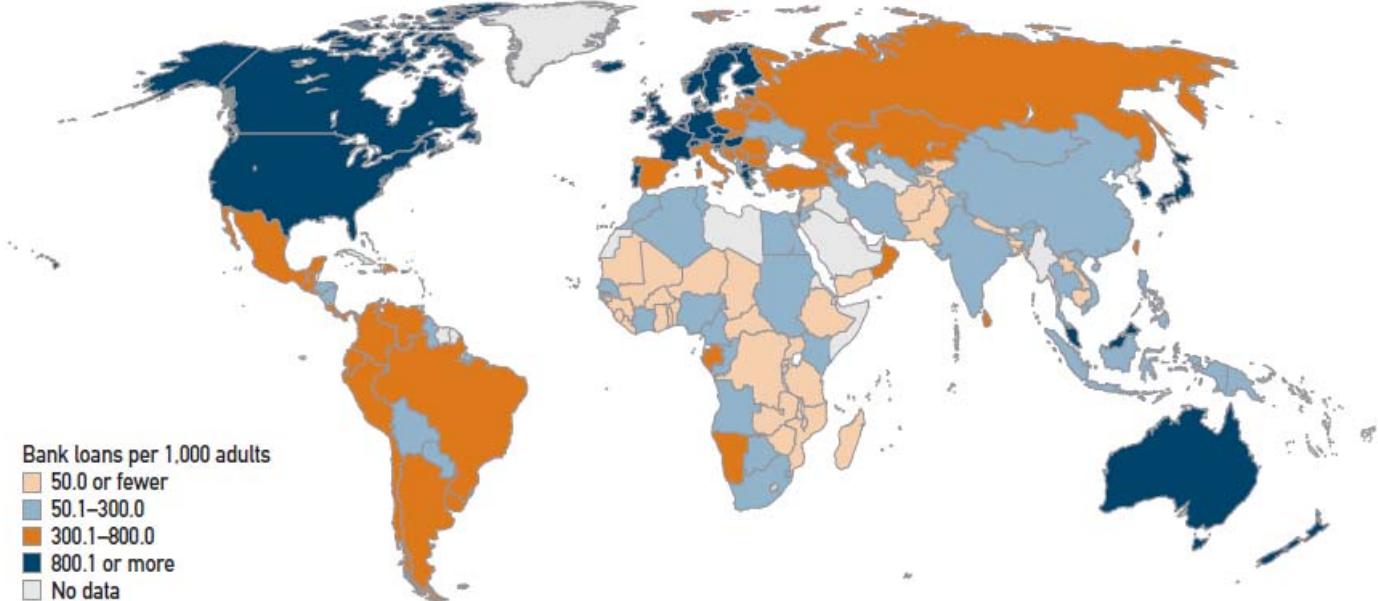 Bank loans per 1,000 adults
50.0 or fewer
50.1–300.0
300.1–800.0
800.1 or more
No data